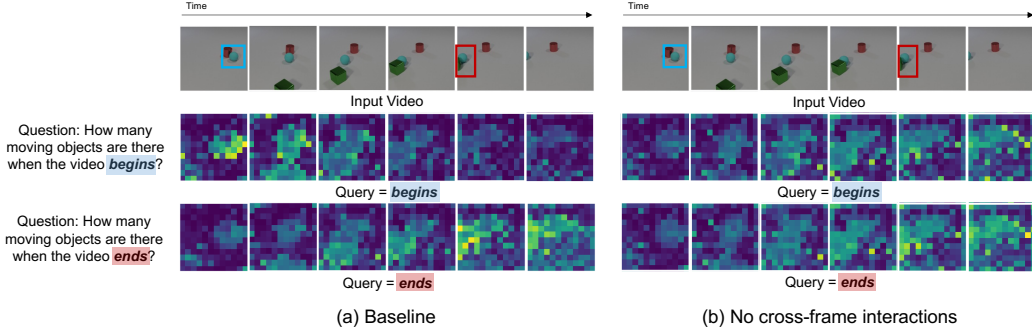 Time
Time
Input Video
Input Video
Question: How many
moving objects are there
when the video begins?
Query = begins
Query = begins
Question: How many
moving objects are there
when the video ends?
Query = ends
Query = ends
(a) Baseline
(b) No cross-frame interactions